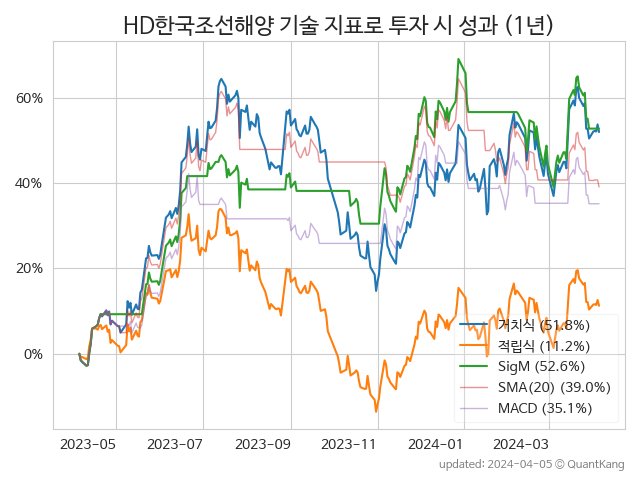 HD한국조선해양 기술 지표로 투자 시 성과 (1년)
60%
40%
20%
0%
거치식 (51.8%)
적립식 (11.2%)
SigM (52.6%)
SMA(20) (39.0%)
MACD (35.1%)
2023-05 2023-07 2023-09 2023-11 2024-01 2024-03
updated: 2024-04-05 © QuantKang